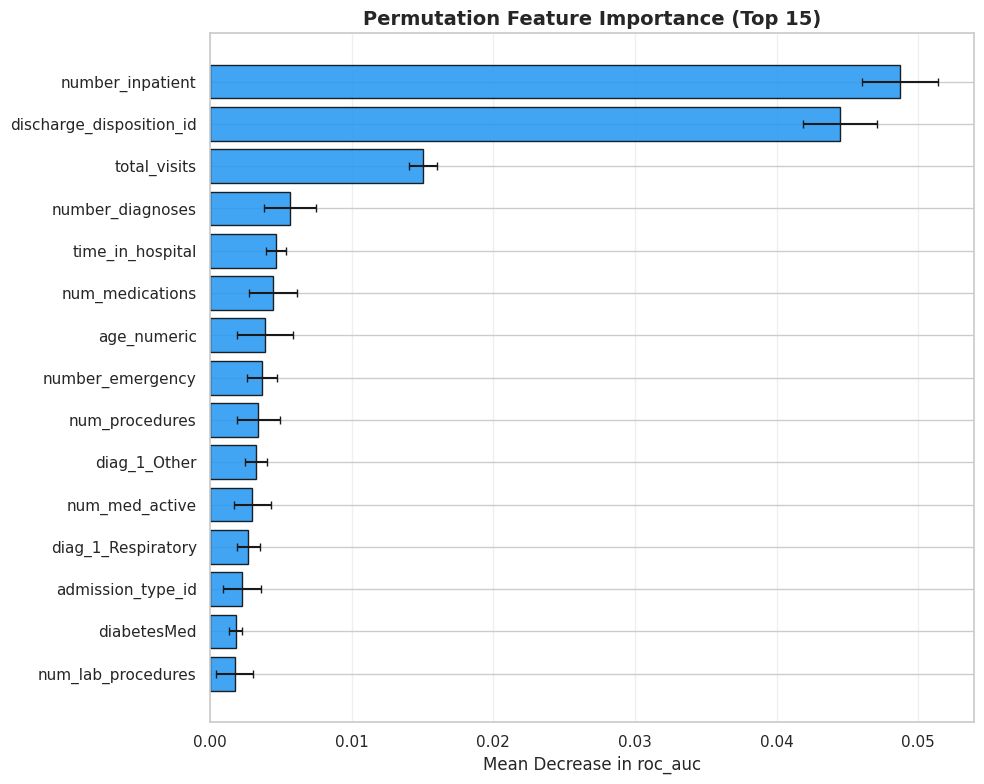 Permutation Feature Importance (Top 15)
number_inpatient
discharge_disposition_id
total_visits
number_diagnoses
time_in_hospital
num_medications
age_numeric
number_emergency
num_procedures
diag_1_Other
num_med_active
diag_1_Respiratory
admission_type_id
diabetesMed
num_lab_procedures
0.00 0.01 0.02 0.03 0.04 0.05
Mean Decrease in roc_auc